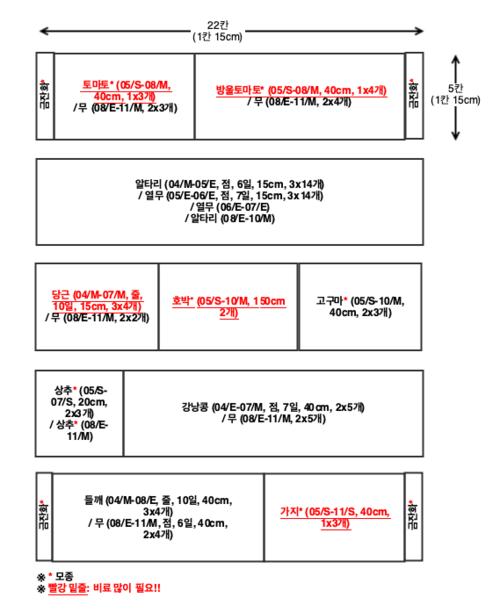 22칸
(1칸 15cm)
5칸
(1칸 15cm)
금잔화*
토마토* (05/S-08/M,
40cm, 1x3개)
/ 무 (08/E-11/M, 2x3개)
방울토마토* (05/S-08/M, 40cm, 1x4개)
/ 무 (08/E-11/M, 2x4개)
금잔화*
알타리 (04/M-05/E, 점, 6일, 15cm, 3x14개)
/ 열무 (05/E-06/E, 점, 7일, 15cm, 3x14개)
/ 열무 (06/E-07/E)
/ 알타리 (08/E-10/M)
당근 (04/M-07/M, 줄,
10일, 15cm, 3x4개)
/ 무 (08/E-11/M, 2x2개)
호박* (05/S-10/M, 150cm
2개)
고구마* (05/S-10/M,
40cm, 2x3개)
상추* (05/S-
07/S, 20cm,
2x3개)
/ 상추* (08/E-
11/M)
강낭콩 (04/E-07/M, 점, 7일, 40cm, 2x5개)
/ 무 (08/E-11/M, 2x5개)
금잔화*
들깨 (04/M-08/E, 줄, 10일, 40cm,
3x4개)
/ 무 (08/E-11/M, 점, 6일, 40cm,
2x4개)
가지* (05/S-11/S, 40cm,
1x3개)
금잔화*
※ * 모종
※ 빨강 밑줄: 비료 많이 필요!!